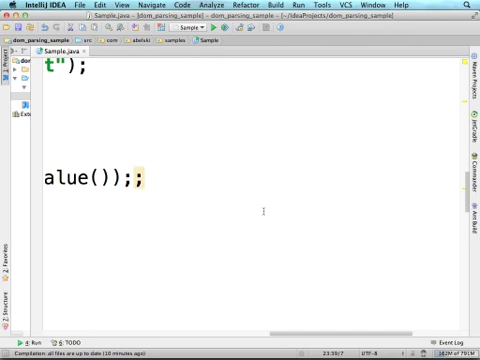 IntelliJ IDEA File Edit View Navigate Code Analyze Refactor Build Run Tools VCS Window Help
Sample.java - [dom_parsing_sample] - dom_parsing_sample - [~/IdeaProjects/dom_parsing_sample]
Sample
dom_parsing_sample src com abelski samples Sample
Sample.java
t");
alue());;
1: Project
2: Favorites
2: Structure
Maven Projects
JetGradle
Commander
Ant Build
4: Run 6: TODO Event Log
Compilation: all files are up to date (10 minutes ago) UTF-8